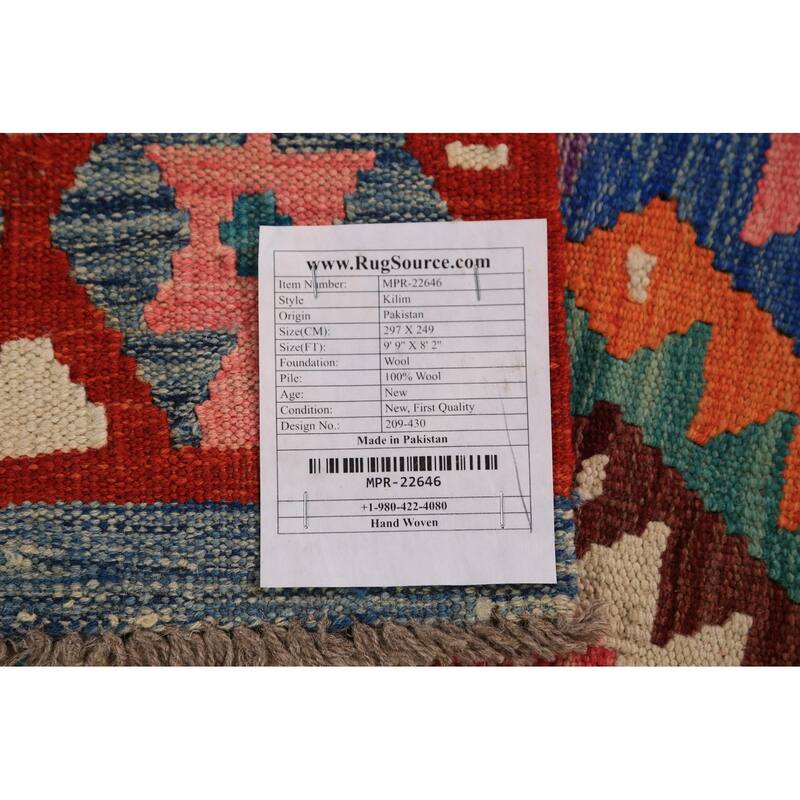 www.RugSource.com
Item Number: MPR-22646
Style Kilim
Origin Pakistan
Size(CM): 297 X 249
Size(FT): 9' 9" X 8' 2"
Foundation: Wool
Pile: 100% Wool
Age: New
Condition: New, First Quality
Design No.: 209-430
Made in Pakistan
MPR-22646
+1-980-422-4080
Hand Woven